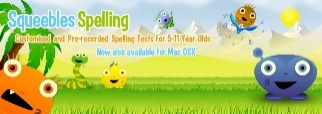 Squeebles Spelling
Customised and Pre-recorded Spelling Tests For 5-11 Year Olds
Now also available for Mac OSX